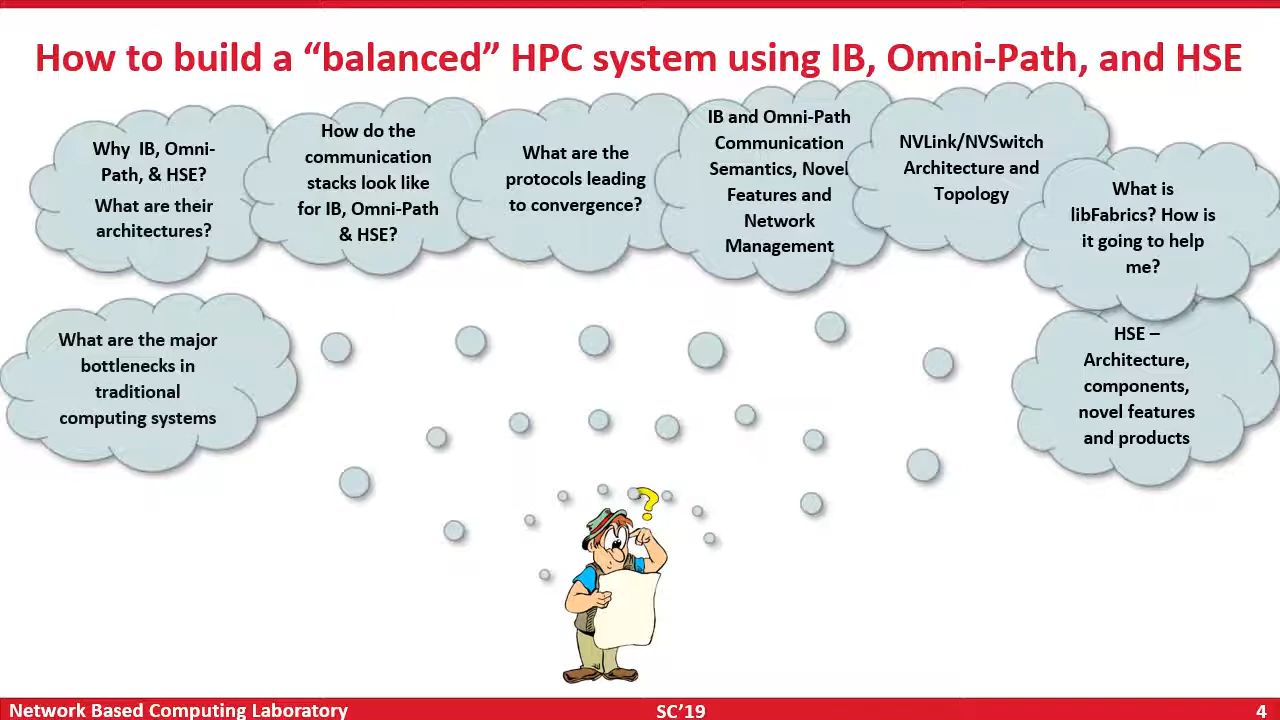 How to build a “balanced” HPC system using IB, Omni-Path, and HSE
Why IB, Omni-
Path, & HSE?
What are their
architectures?
How do the
communication
stacks look like
for IB, Omni-Path
& HSE?
What are the
protocols leading
to convergence?
IB and Omni-Path
Communication
Semantics, Novel
Features and
Network
Management
NVLink/NVSwitch
Architecture and
Topology
What is
libFabrics? How is
it going to help
me?
What are the major
bottlenecks in
traditional
computing systems
HSE –
Architecture,
components,
novel features
and products
?
Network Based Computing Laboratory
SC’19
4